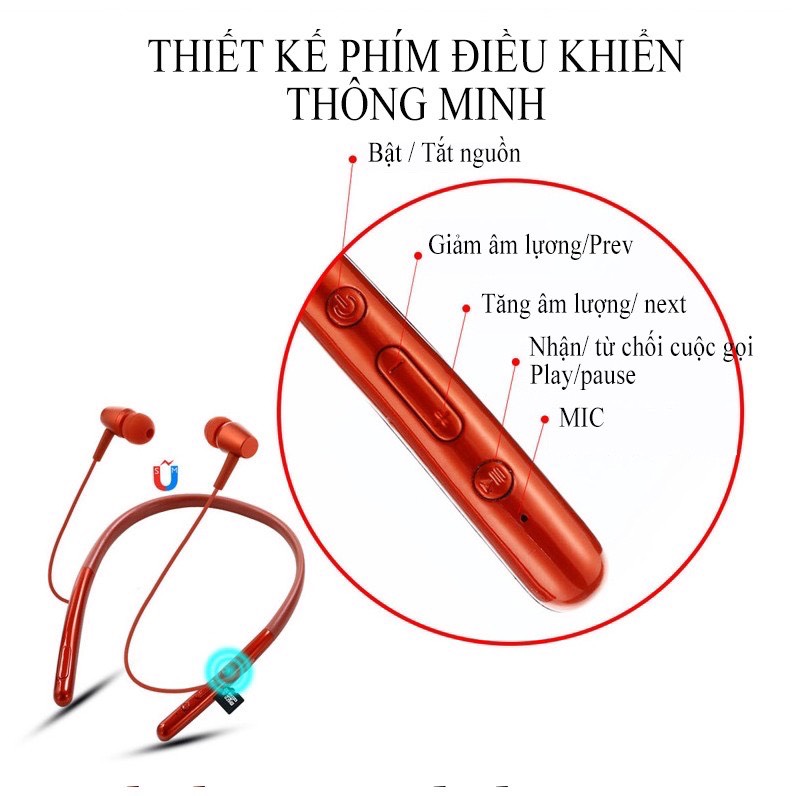 THIẾT KẾ PHÍM ĐIỀU KHIỂN
THÔNG MINH
Bật / Tắt nguồn
Giảm âm lựơng/Prev
Tăng âm lượng/ next
Nhận/ từ chối cuộc gọi
Play/pause
MIC
S M